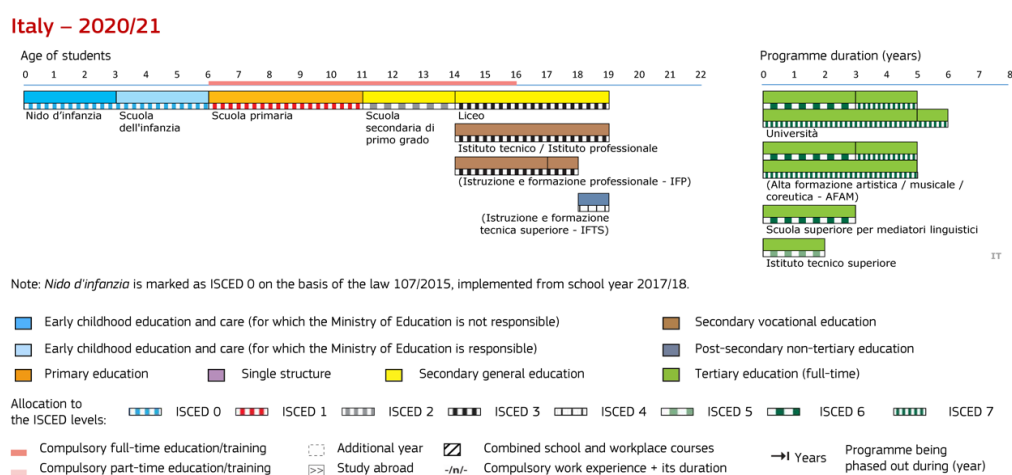 Italy – 2020/21
Age of students
0 1 2 3 4 5 6 7 8 9 10 11 12 13 14 15 16 17 18 19 20 21 22
Nido d'infanzia
Scuola
dell'infanzia
Scuola primaria
Scuola
secondaria di
primo grado
Liceo
Istituto tecnico / Istituto professionale
(Istruzione e formazione professionale - IFP)
(Istruzione e formazione
tecnica superiore - IFTS)
Programme duration (years)
0 1 2 3 4 5 6 7 8
Università
(Alta formazione artistica / musicale /
coreutica - AFAM)
Scuola superiore per mediatori linguistici
Istituto tecnico superiore
IT
Note: Nido d'infanzia is marked as ISCED 0 on the basis of the law 107/2015, implemented from school year 2017/18.
Early childhood education and care (for which the Ministry of Education is not responsible)
Secondary vocational education
Early childhood education and care (for which the Ministry of Education is responsible)
Post-secondary non-tertiary education
Primary education
Single structure
Secondary general education
Tertiary education (full-time)
Allocation to
the ISCED levels:
ISCED 0
ISCED 1
ISCED 2
ISCED 3
ISCED 4
ISCED 5
ISCED 6
ISCED 7
Compulsory full-time education/training
Additional year
Combined school and workplace courses
Years
Programme being
phased out during (year)
Compulsory part-time education/training
>> Study abroad
-/n/- Compulsory work experience + its duration